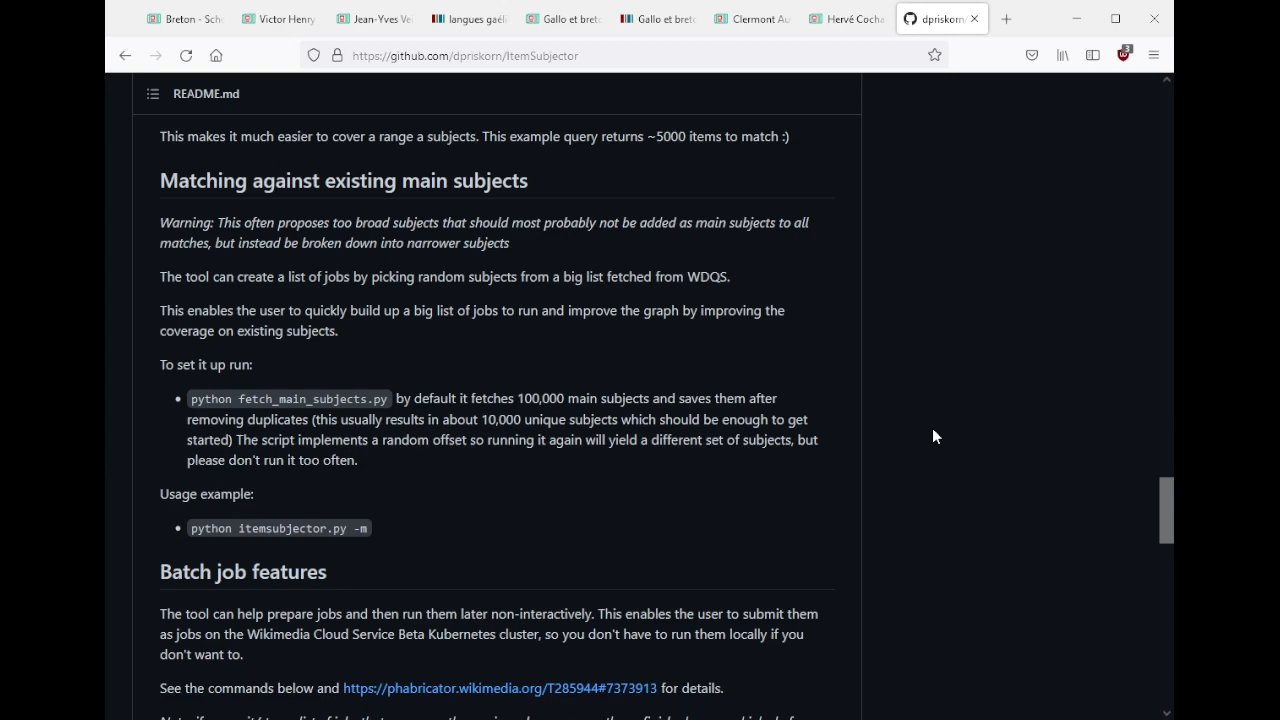 Breton - Sch
Victor Henry
Jean-Yves Ve
langues gaéli
Gallo et bret
Gallo et bret
Clermont Au
Hervé Cocha
dpriskorn/
https://github.com/dpriskorn/ItemSubjector
3
README.md
This makes it much easier to cover a range a subjects. This example query returns ~5000 items to match :)
Matching against existing main subjects
Warning: This often proposes too broad subjects that should most probably not be added as main subjects to all
matches, but instead be broken down into narrower subjects
The tool can create a list of jobs by picking random subjects from a big list fetched from WDQS.
This enables the user to quickly build up a big list of jobs to run and improve the graph by improving the
coverage on existing subjects.
To set it up run:
• python fetch_main_subjects.py by default it fetches 100,000 main subjects and saves them after
removing duplicates (this usually results in about 10,000 unique subjects which should be enough to get
started) The script implements a random offset so running it again will yield a different set of subjects, but
please don't run it too often.
Usage example:
• python itemsubjector.py -m
Batch job features
The tool can help prepare jobs and then run them later non-interactively. This enables the user to submit them
as jobs on the Wikimedia Cloud Service Beta Kubernetes cluster, so you don't have to run them locally if you
don't want to.
See the commands below and https://phabricator.wikimedia.org/T285944#7373913 for details.